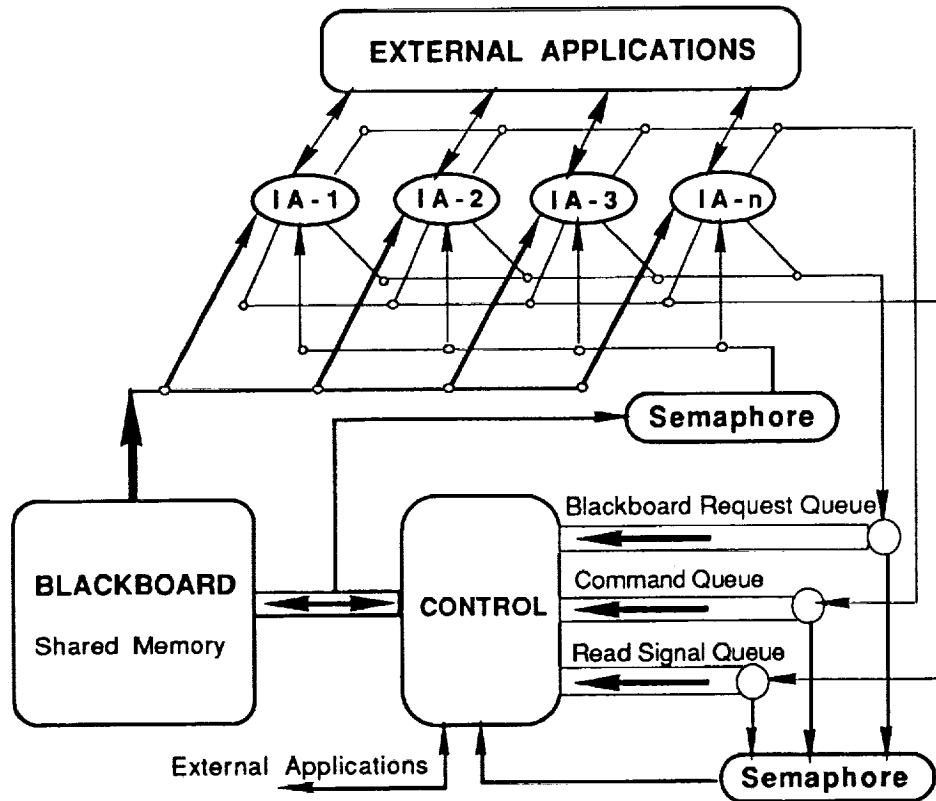 EXTERNAL APPLICATIONS
IA-1
IA-2
IA-3
IA-n
Semaphore
Blackboard Request Queue
BLACKBOARD
Shared Memory
CONTROL
Command Queue
Read Signal Queue
External Applications
Semaphore